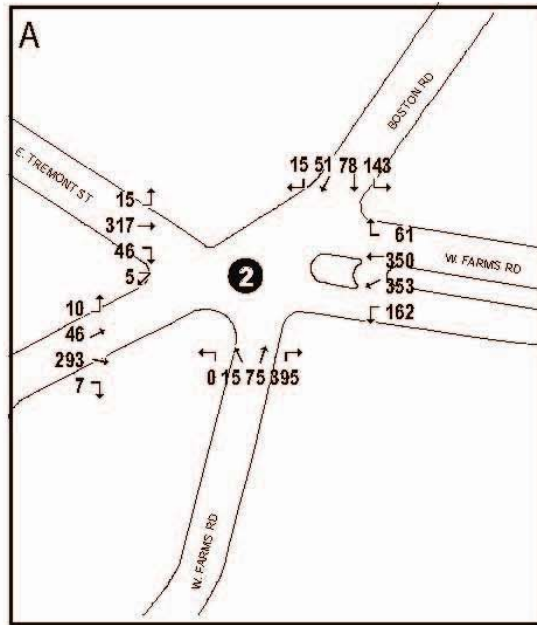 A
BOSTON RD
E. TREMONT ST
15 51 78 143
15
317
46
5
61
350
W. FARMS RD
353
162
2
10
46
293
7
0 15 75 395
W. FARMS RD